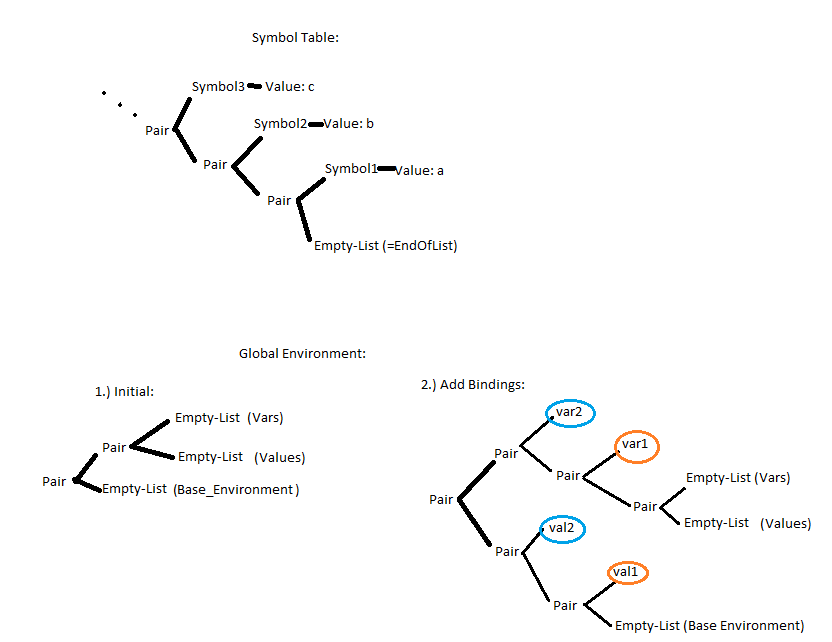 Symbol Table:
Symbol3 Value: c
Pair
Symbol2 Value: b
Pair
Symbol1 Value: a
Pair
Empty-List (=EndOfList)
Global Environment:
1.) Initial:
Empty-List (Vars)
Pair
Empty-List (Values)
Pair
Empty-List (Base_Environment)
2.) Add Bindings:
var2
var1
Pair
Pair
Empty-List (Vars)
Pair
Pair
Empty-List (Values)
val2
Pair
val1
Pair
Empty-List (Base Environment)